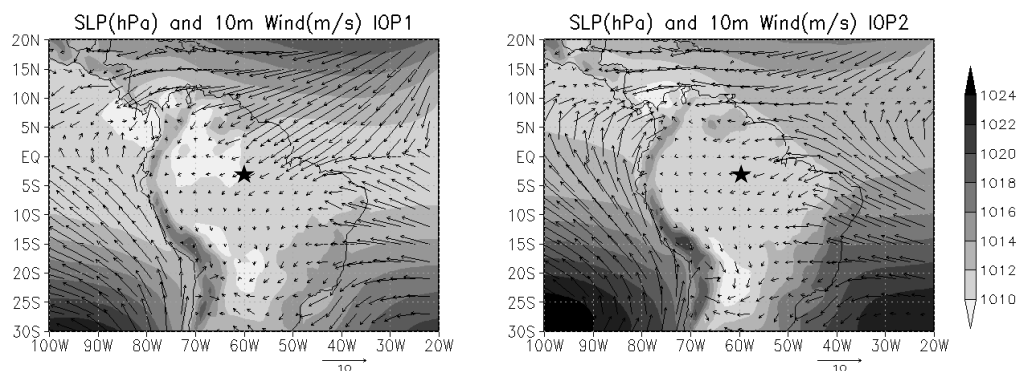 SLP(hPa) and 10m Wind(m/s) IOP1
20N
15N
10N
5N
EQ
5S
10S
15S
20S
25S
30S
100W 90W 80W 70W 60W 50W 40W 30W 20W
10
SLP(hPa) and 10m Wind(m/s) IOP2
20N
15N
10N
5N
EQ
5S
10S
15S
20S
25S
30S
100W 90W 80W 70W 60W 50W 40W 30W 20W
10
1024
1022
1020
1018
1016
1014
1012
1010